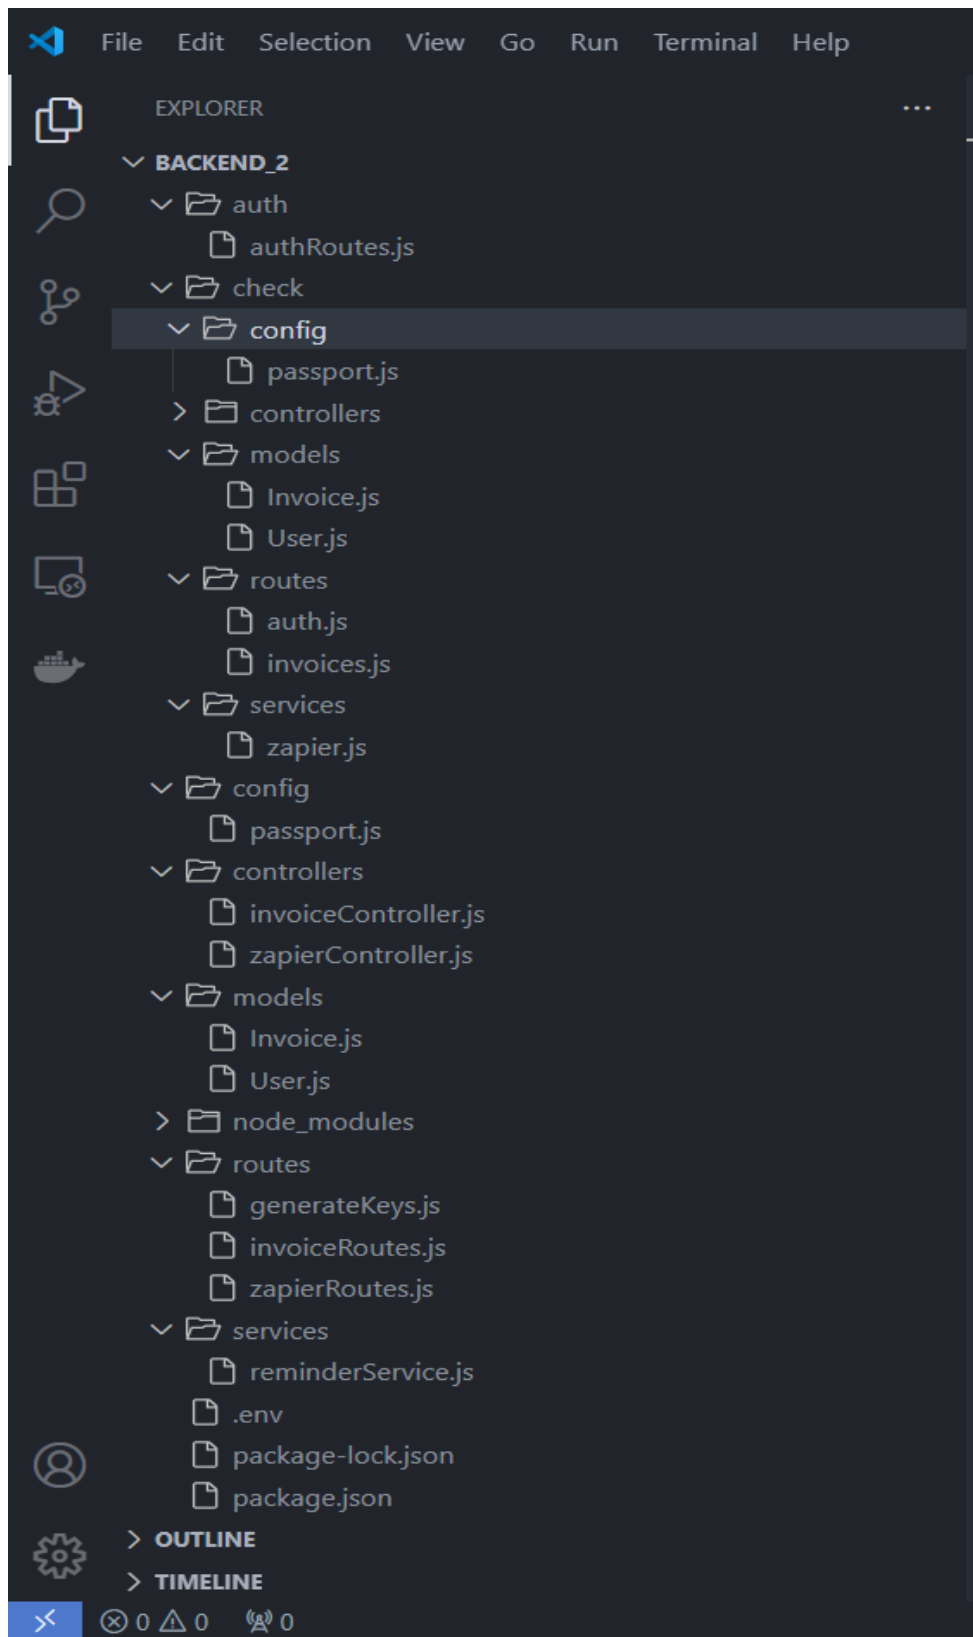 File Edit Selection View Go Run Terminal Help
EXPLORER ...
BACKEND_2
auth
authRoutes.js
check
config
passport.js
controllers
models
Invoice.js
User.js
routes
auth.js
invoices.js
services
zapier.js
config
passport.js
controllers
invoiceController.js
zapierController.js
models
Invoice.js
User.js
node_modules
routes
generateKeys.js
invoiceRoutes.js
zapierRoutes.js
services
reminderService.js
.env
package-lock.json
package.json
OUTLINE
TIMELINE
0 0 0